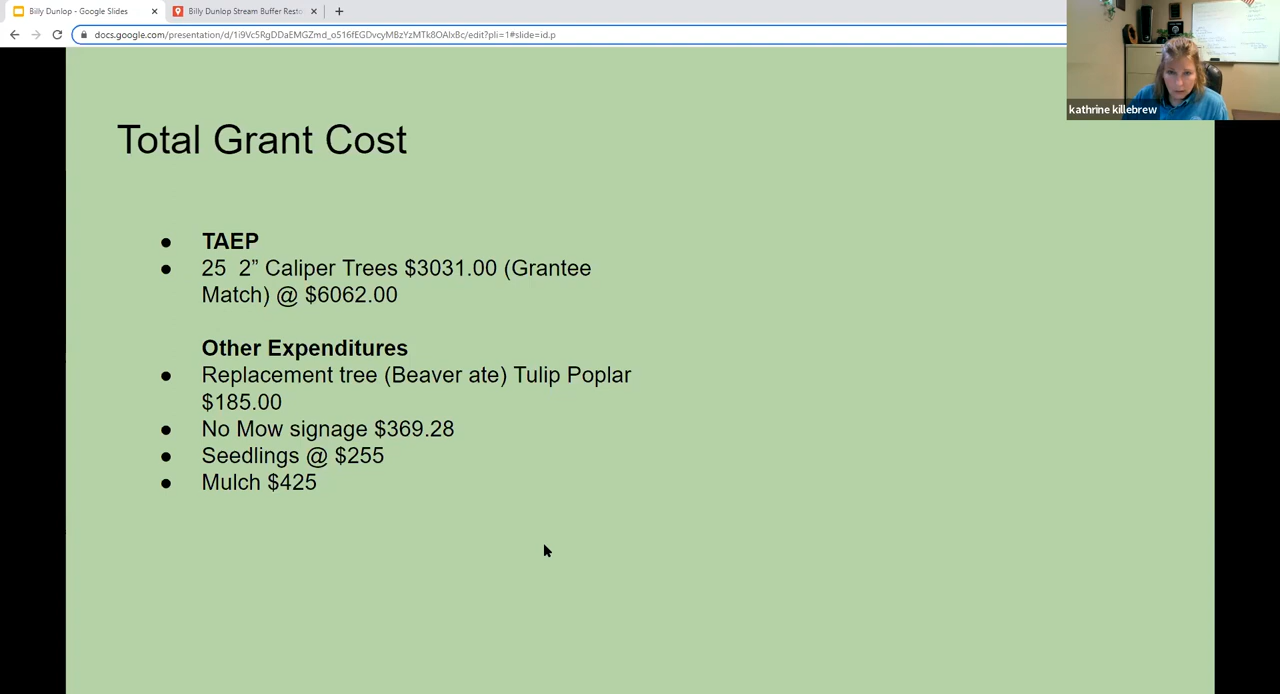 Billy Dunlop - Google Slides
Billy Dunlop Stream Buffer Resto
docs.google.com/presentation/d/1i9Vc5RgDDaEMGZmd_o516fEGDvcyMBzYzMTk8OAlxBc/edit?pli=1#slide=id.p
kathrine killebrew
Total Grant Cost
● TAEP
● 25 2” Caliper Trees $3031.00 (Grantee
Match) @ $6062.00
Other Expenditures
● Replacement tree (Beaver ate) Tulip Poplar
$185.00
● No Mow signage $369.28
● Seedlings @ $255
● Mulch $425